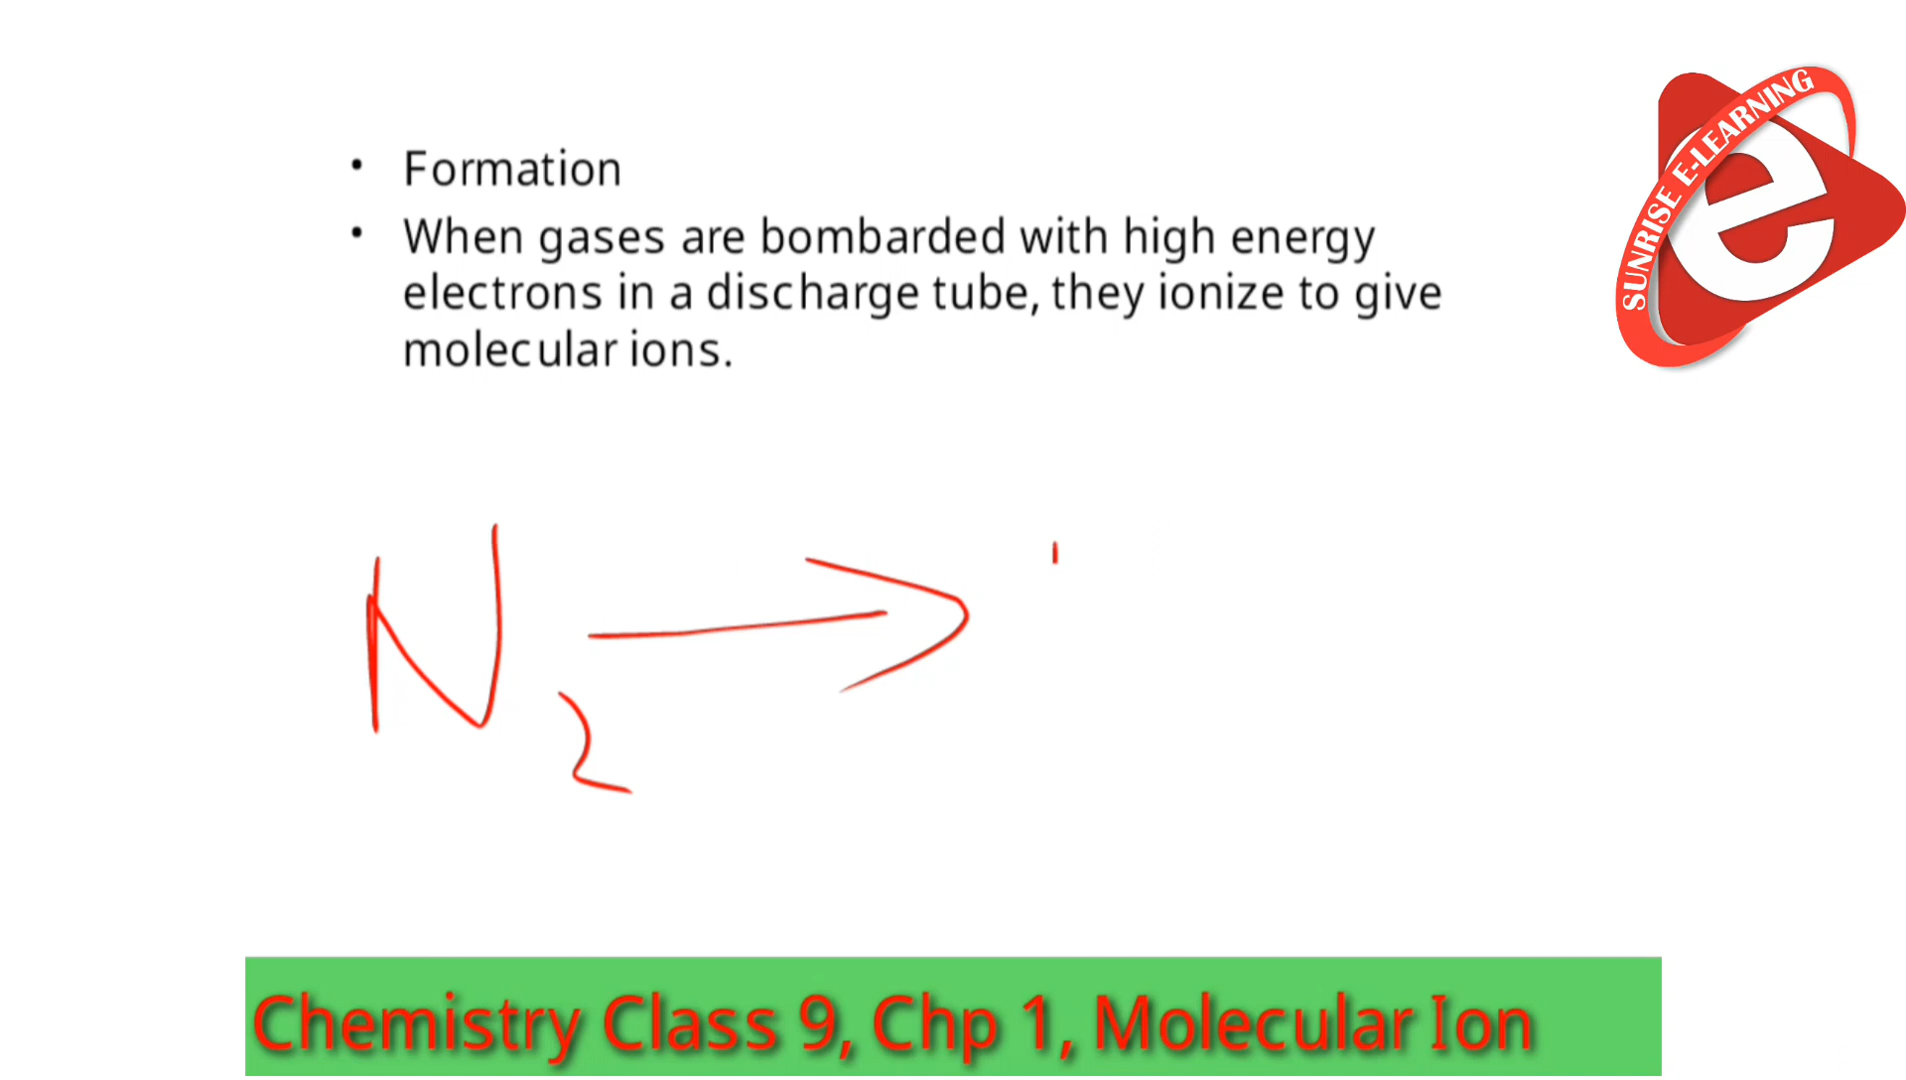 SUNRISE E-LEARNING
• Formation
• When gases are bombarded with high energy
electrons in a discharge tube, they ionize to give
molecular ions.
N₂ →
Chemistry Class 9, Chp 1, Molecular Ion